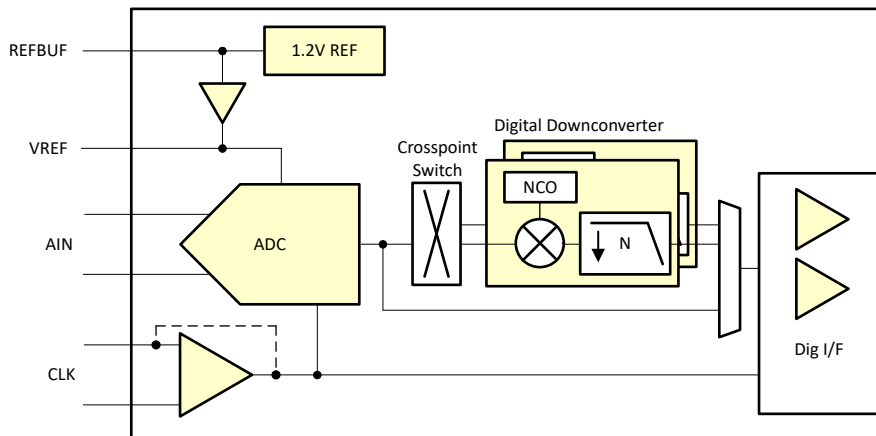 REFBUF
1.2V REF
VREF
Crosspoint
Switch
Digital Downconverter
NCO
AIN
ADC
N
CLK
Dig I/F